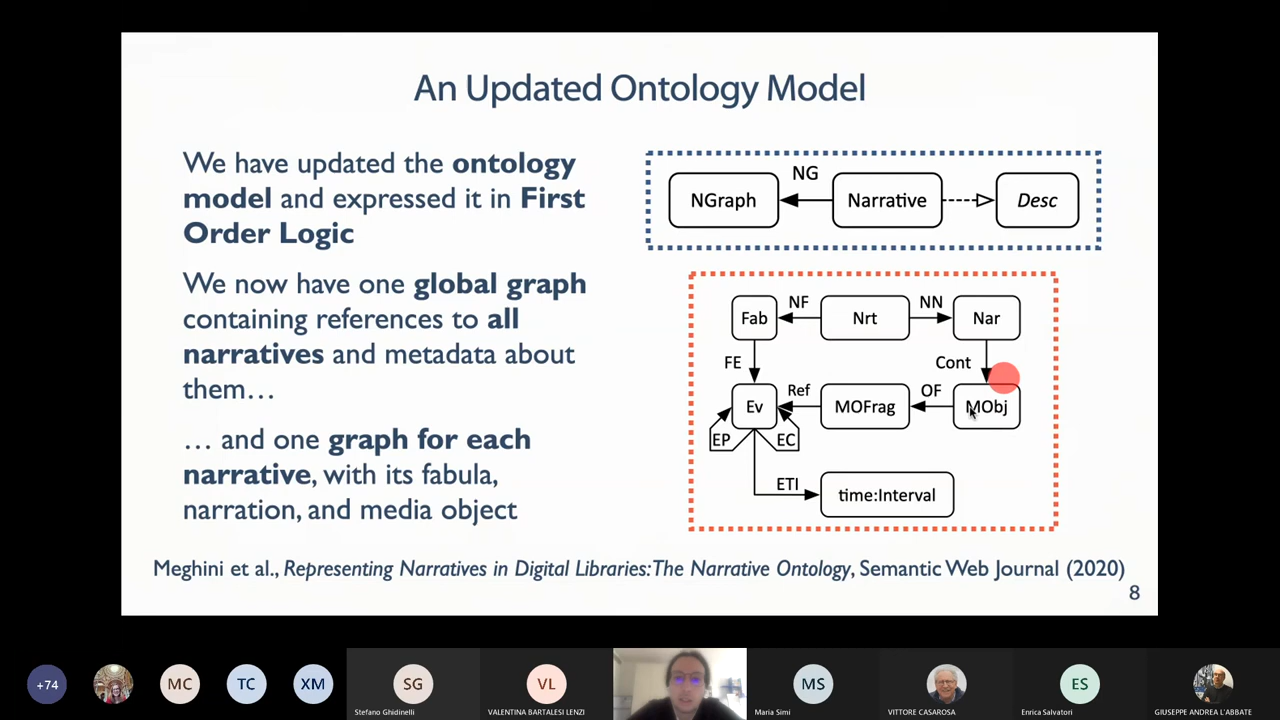 An Updated Ontology Model
We have updated the ontology
model and expressed it in First
Order Logic
We now have one global graph
containing references to all
narratives and metadata about
them…
… and one graph for each
narrative, with its fabula,
narration, and media object
NG
NGraph Narrative Desc
NF NN
Fab Nrt Nar
FE Cont
Ref OF
Ev MOFrag MObj
EP EC
ETI
time:Interval
Meghini et al., Representing Narratives in Digital Libraries: The Narrative Ontology, Semantic Web Journal (2020)
8
+74 MC TC XM SG VL MS ES
Stefano Ghidinelli VALENTINA BARTALESI LENZI Maria Simi VITTORE CASAROSA Enrica Salvatori GIUSEPPE ANDREA L'ABBATE